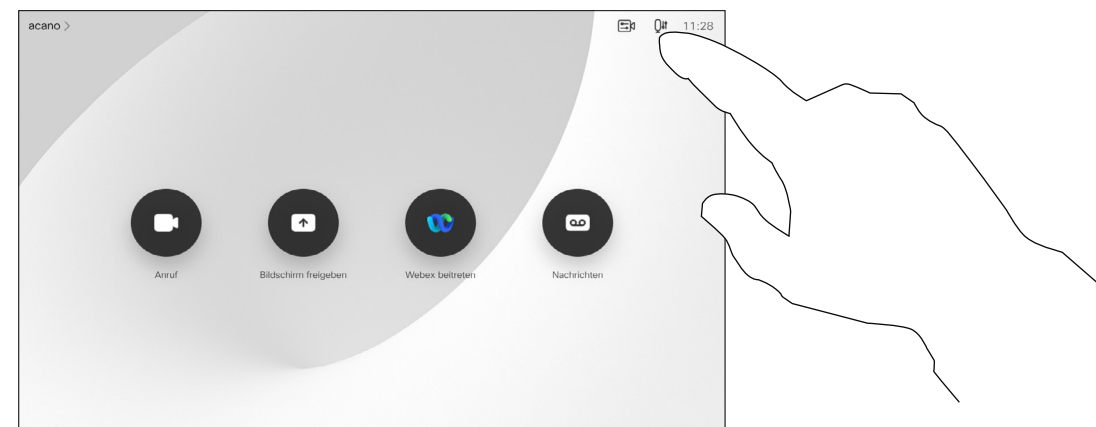 acano >
11:28
Anruf
Bildschirm freigeben
Webex beitreten
Nachrichten